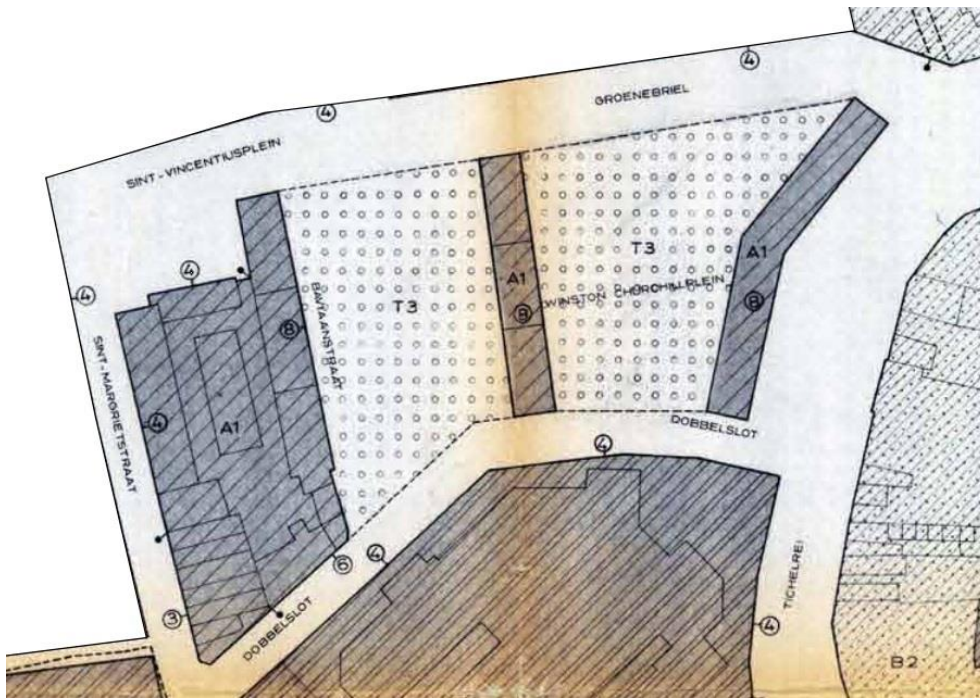 4
4
GROENEBRIEL
SINT - VINCENTIUSPLEIN
4
4
T3
A1
T3
A1
8
8
8
WINSTON CHURCHILLPLEIN
BAVIAANSTRAAT
SINT-MARGRIETSTRAAT
4
A1
DOBBELSLOT
4
4
6
3
DOBBELSLOT
TICHELREI
4
B2